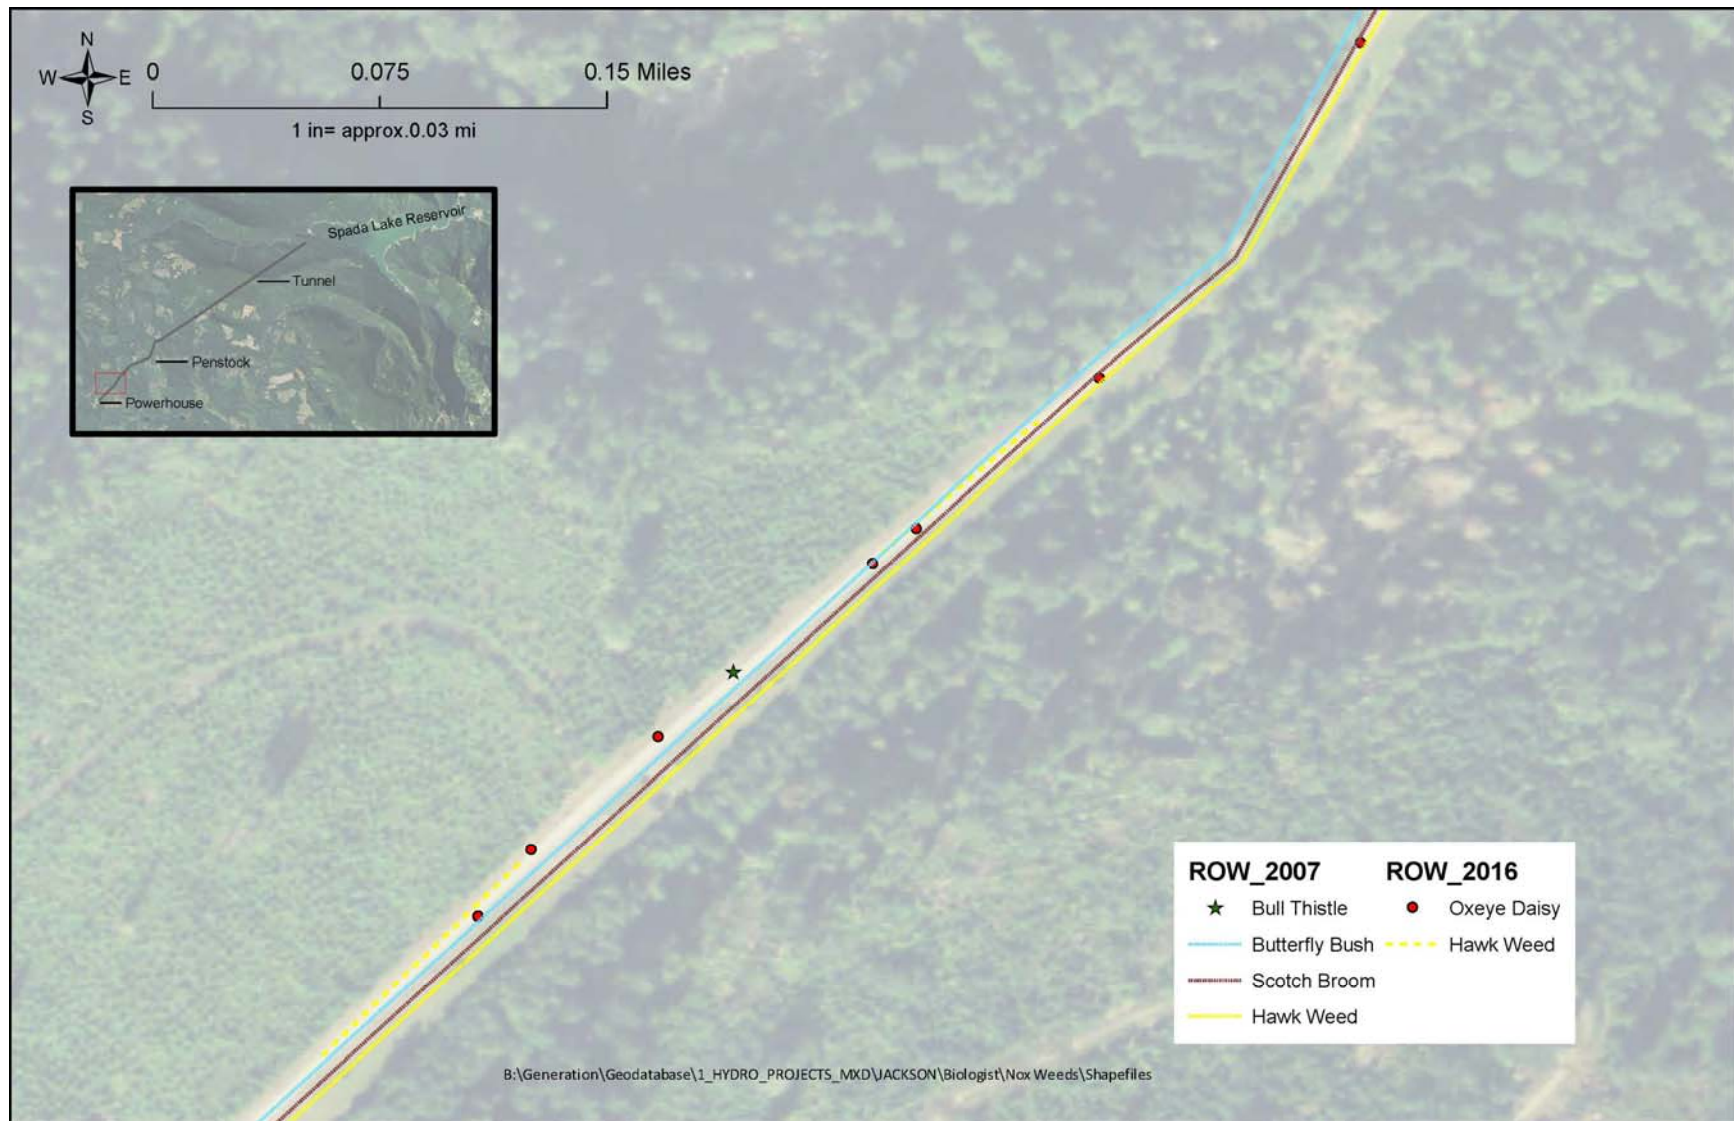 N
W E
S
0 0.075 0.15 Miles
1 in= approx.0.03 mi
Spada Lake Reservoir
Tunnel
Penstock
Powerhouse
ROW_2007 ROW_2016
Bull Thistle Oxeye Daisy
Butterfly Bush Hawk Weed
Scotch Broom
Hawk Weed
B:\Generation\Geodatabase\1_HYDRO_PROJECTS_MXD\JACKSON\Biologist\Nox Weeds\Shapefiles